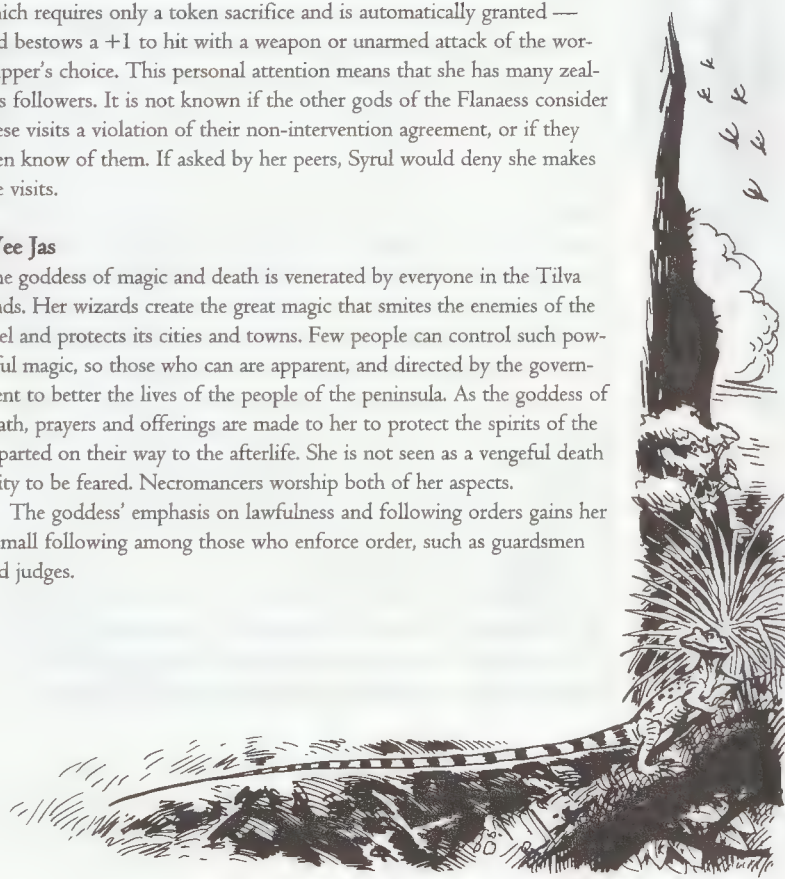 hich requires only a token sacrifice and is automatically granted —
d bestows a +1 to hit with a weapon or unarmed attack of the wor-
pper's choice. This personal attention means that she has many zeal-
s followers. It is not known if the other gods of the Flanaess consider
ese visits a violation of their non-intervention agreement, or if they
en know of them. If asked by her peers, Syrul would deny she makes
e visits.
ee Jas
e goddess of magic and death is venerated by everyone in the Tilva
ds. Her wizards create the great magic that smites the enemies of the
el and protects its cities and towns. Few people can control such pow-
ful magic, so those who can are apparent, and directed by the govern-
ent to better the lives of the people of the peninsula. As the goddess of
ath, prayers and offerings are made to her to protect the spirits of the
parted on their way to the afterlife. She is not seen as a vengeful death
ity to be feared. Necromancers worship both of her aspects.
The goddess' emphasis on lawfulness and following orders gains her
mall following among those who enforce order, such as guardsmen
d judges.